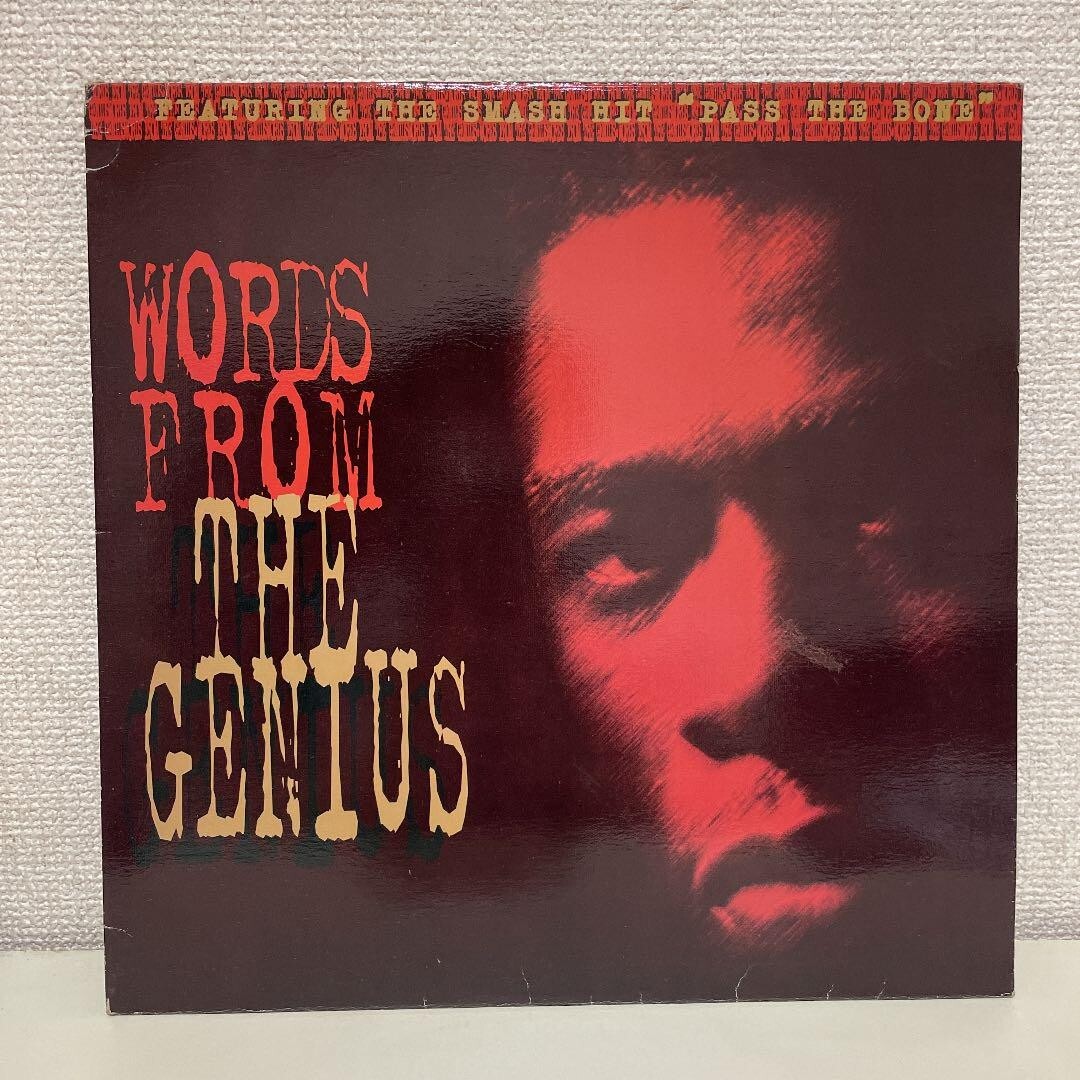 FEATURING THE SMASH HIT "PASS THE BONE"
WORDS
FROM
THE
GENIUS